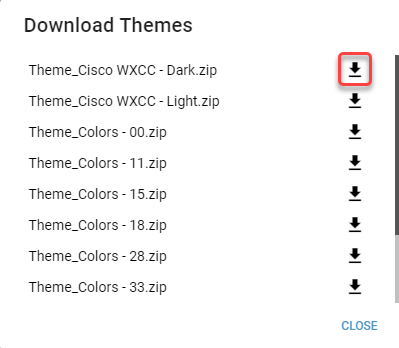 Download Themes
Theme_Cisco WXCC - Dark.zip
Theme_Cisco WXCC - Light.zip
Theme_Colors - 00.zip
Theme_Colors - 11.zip
Theme_Colors - 15.zip
Theme_Colors - 18.zip
Theme_Colors - 28.zip
Theme_Colors - 33.zip
CLOSE